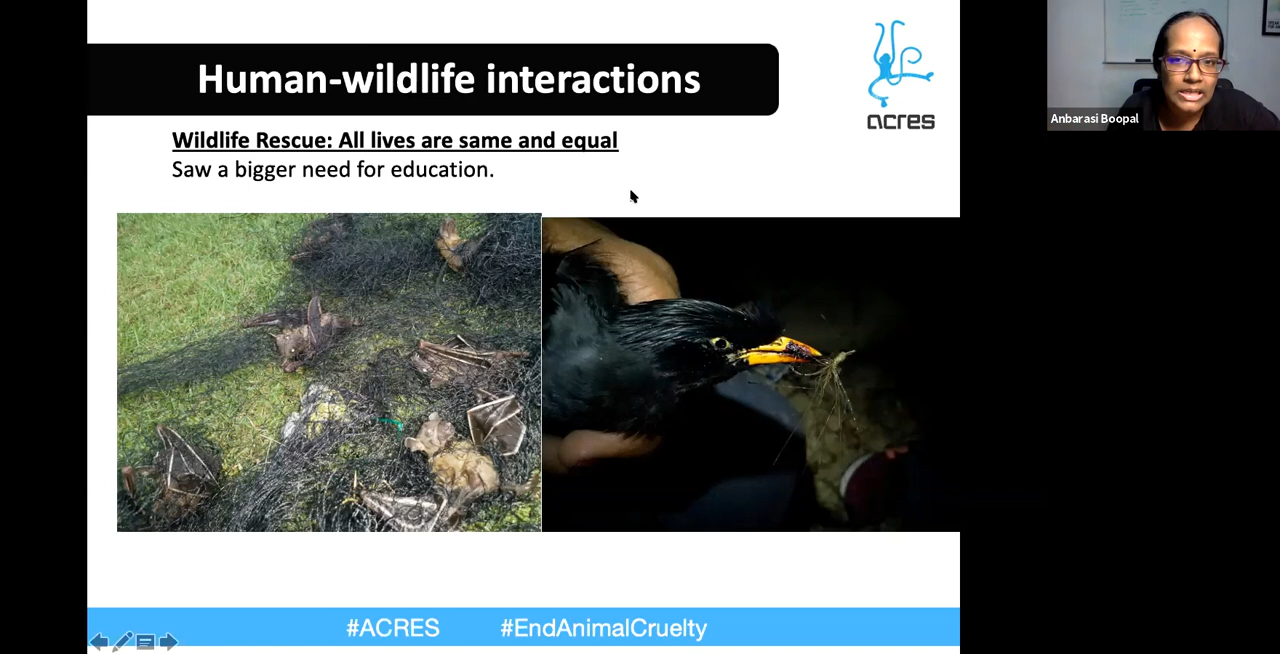 Human-wildlife interactions
acres
Anbarasi Boopal
Wildlife Rescue: All lives are same and equal
Saw a bigger need for education.
#ACRES #EndAnimalCruelty